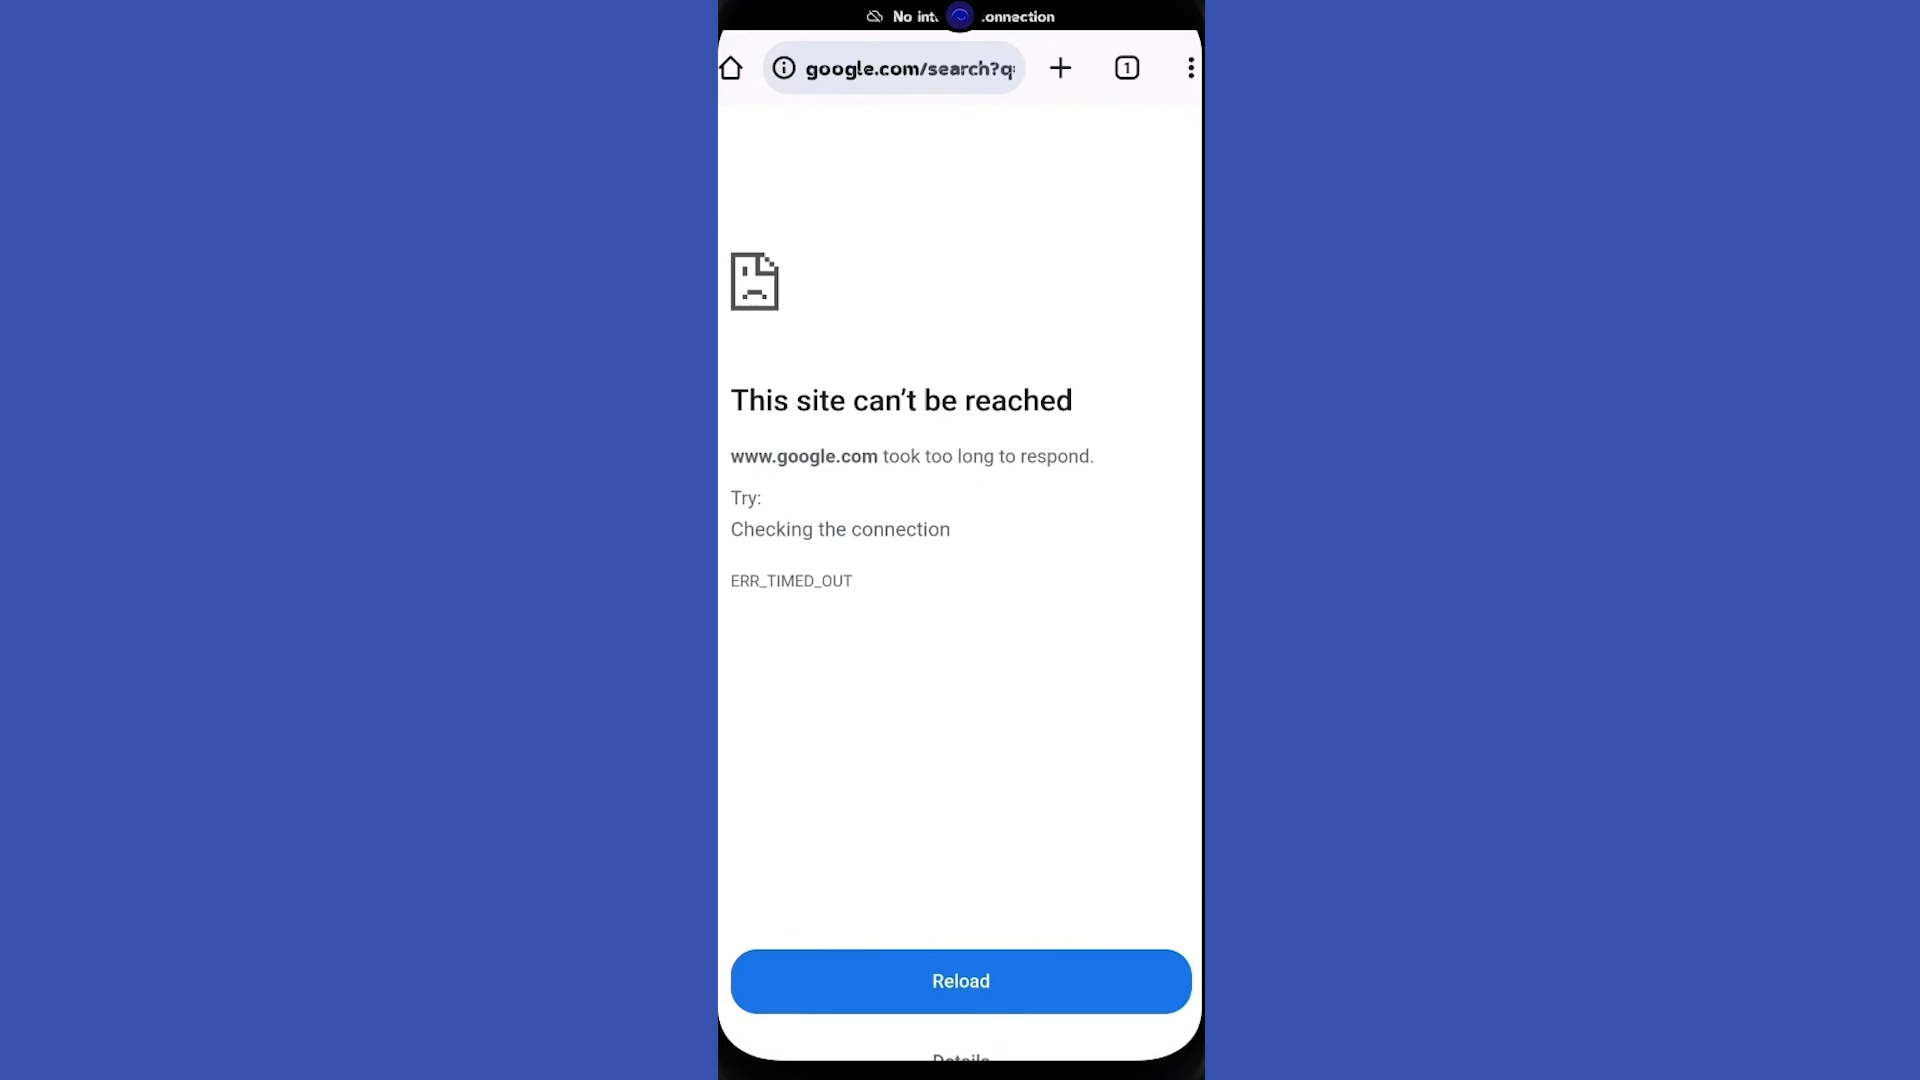 No int onnection
google.com/search?q
1
This site can’t be reached
www.google.com took too long to respond.
Try:
Checking the connection
ERR_TIMED_OUT
Reload
Details